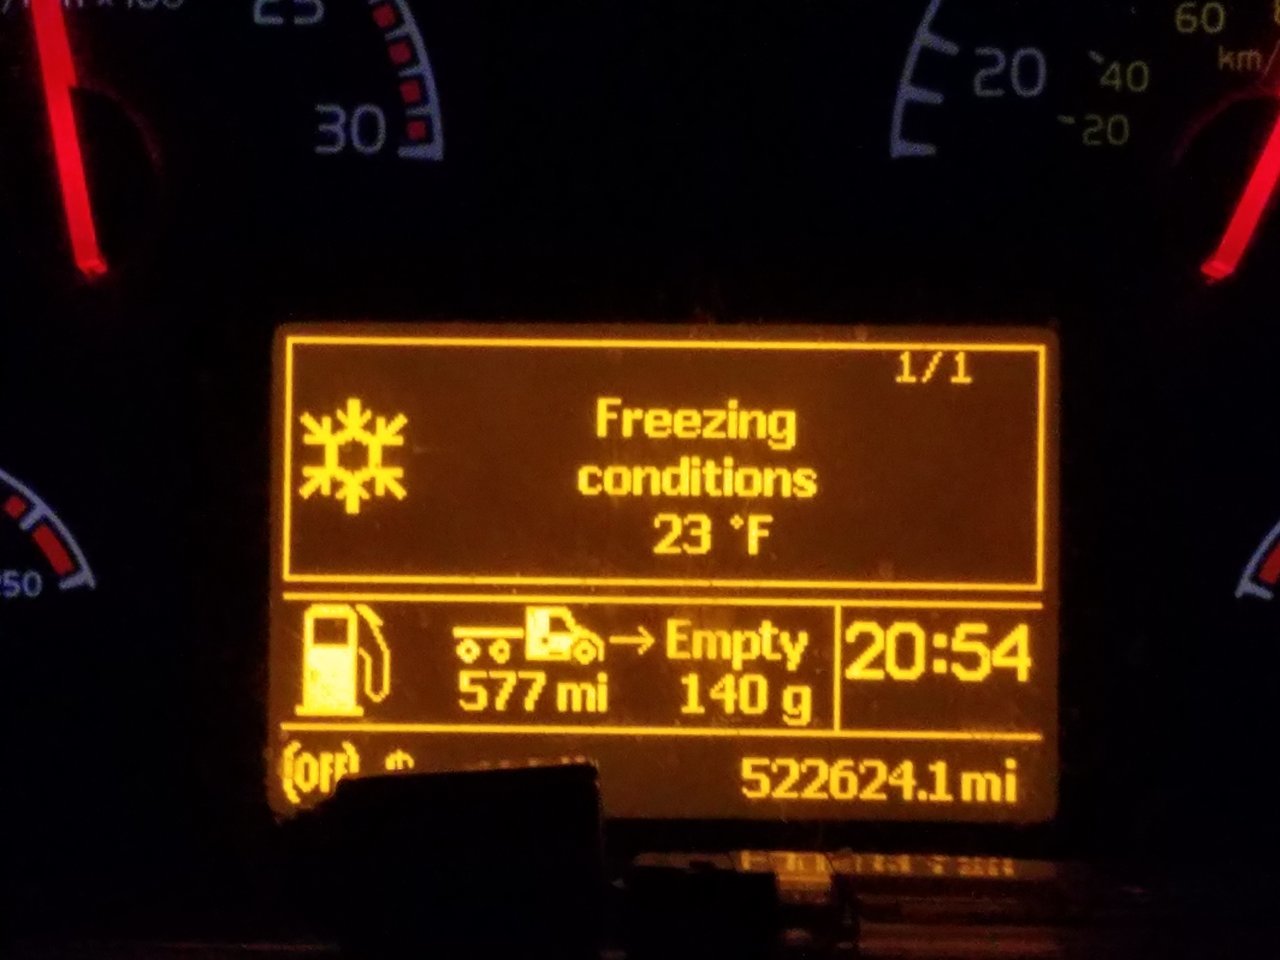 25
30
60
km/
20
40
20
1/1
Freezing
conditions
23 °F
Empty
20:54
577 mi
140 g
(OFF)
522624.1 mi